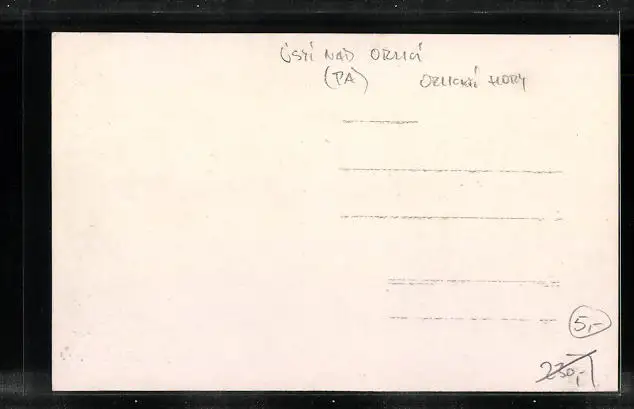 ÚSTÍ NAD ORLICÍ
(PA) ORLICKÉ HORY
5,-
230,-